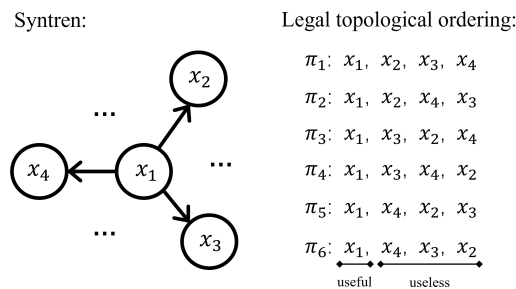 Syntren:
x₂
...
x₄
x₁
...
...
x₃
Legal topological ordering:
π₁: x₁, x₂, x₃, x₄
π₂: x₁, x₂, x₄, x₃
π₃: x₁, x₃, x₂, x₄
π₄: x₁, x₃, x₄, x₂
π₅: x₁, x₄, x₂, x₃
π₆: x₁, x₄, x₃, x₂
useful useless